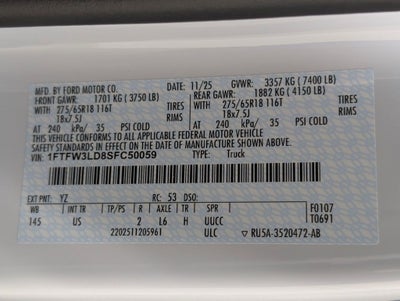 MFD. BY FORD MOTOR CO. 11/25 GVWR: 3357 KG (7400 LB)
FRONT GAWR: 1701 KG (3750 LB) REAR GAWR: 1882 KG (4150 LB)
275/65R18 116T TIRES 275/65R18 116T TIRES
18x7.5J RIMS 18x7.5J RIMS
AT 240 kPa/ 35 PSI COLD AT 240 kPa/ 35 PSI COLD
THIS VEHICLE CONFORMS TO ALL APPLICABLE FEDERAL MOTOR VEHICLE
SAFETY STANDARDS IN EFFECT ON THE DATE OF MANUFACTURE SHOWN ABOVE.
VIN: 1FTFW3LD8SFC50059 TYPE: Truck
EXT PNT: YZ RC: 53 DSO:
WB TP/PS R AXLE TR SPR F0107
145 US 2 L6 H UUCC T0691
2202511205961 ULC RU5A-3520472-AB